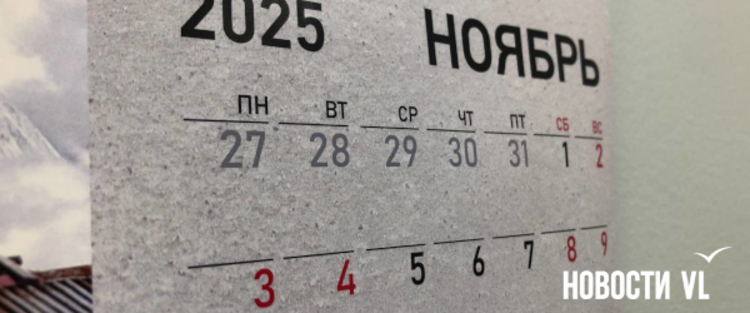 2025 НОЯБРЬ
ПН ВТ СР ЧТ ПТ СБ ВС
27 28 29 30 31 1 2
3 4 5 6 7 8 9
НОВОСТИ VL